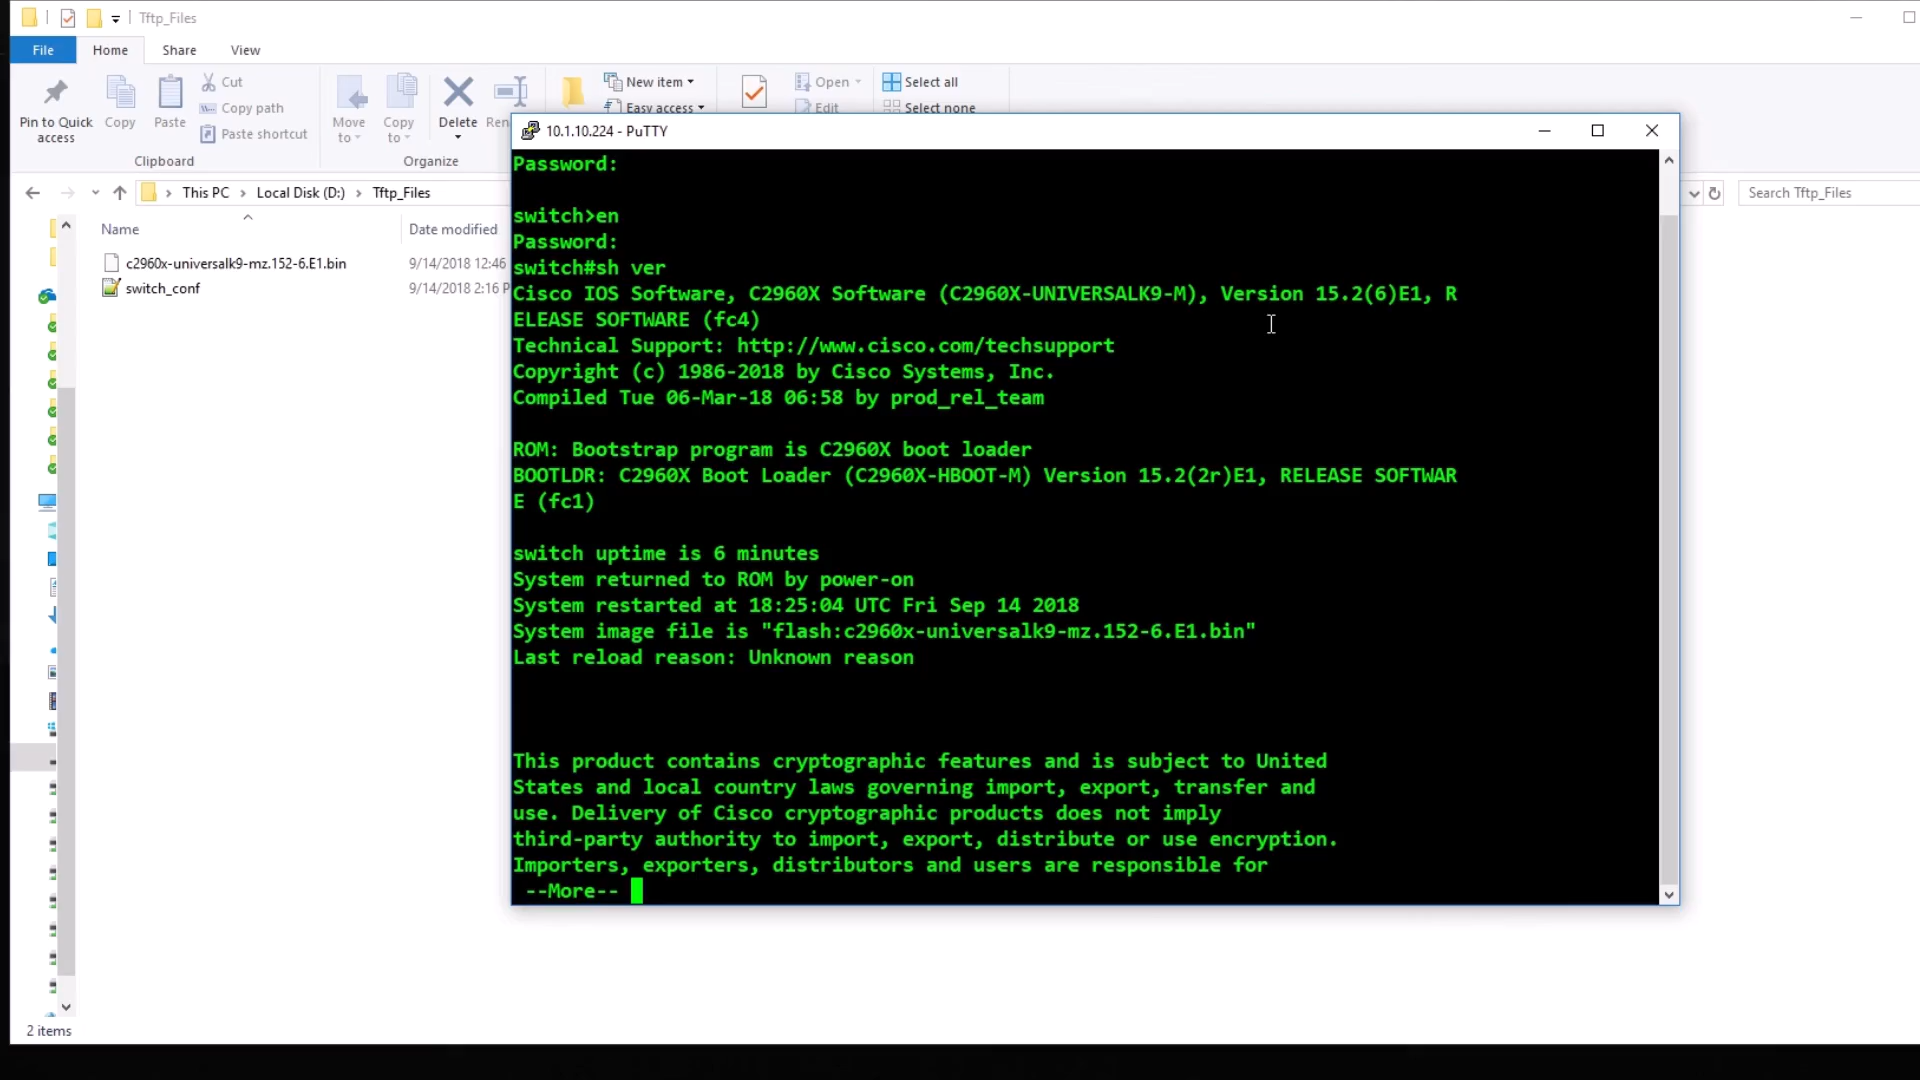 Tftp_Files
File Home Share View
Pin to Quick access
Copy
Paste
Cut
Copy path
Paste shortcut
Clipboard
Move to
Copy to
Delete
Ren
Organize
New item
Easy access
Open
Edit
Select all
Select none
This PC > Local Disk (D:) > Tftp_Files
Search Tftp_Files
Name Date modified
c2960x-universalk9-mz.152-6.E1.bin 9/14/2018 12:46
switch_conf 9/14/2018 2:16 P
2 items
10.1.10.224 - PuTTY
Password:
switch>en
Password:
switch#sh ver
Cisco IOS Software, C2960X Software (C2960X-UNIVERSALK9-M), Version 15.2(6)E1, R
ELEASE SOFTWARE (fc4)
Technical Support: http://www.cisco.com/techsupport
Copyright (c) 1986-2018 by Cisco Systems, Inc.
Compiled Tue 06-Mar-18 06:58 by prod_rel_team
ROM: Bootstrap program is C2960X boot loader
BOOTLDR: C2960X Boot Loader (C2960X-HBOOT-M) Version 15.2(2r)E1, RELEASE SOFTWAR
E (fc1)
switch uptime is 6 minutes
System returned to ROM by power-on
System restarted at 18:25:04 UTC Fri Sep 14 2018
System image file is "flash:c2960x-universalk9-mz.152-6.E1.bin"
Last reload reason: Unknown reason
This product contains cryptographic features and is subject to United
States and local country laws governing import, export, transfer and
use. Delivery of Cisco cryptographic products does not imply
third-party authority to import, export, distribute or use encryption.
Importers, exporters, distributors and users are responsible for
--More--